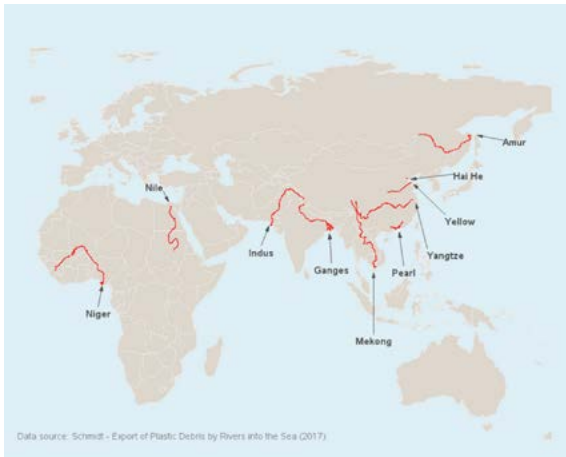 Amur
Hai He
Nile
Yellow
Indus
Yangtze
Ganges
Pearl
Niger
Mekong
Data source: Schmidt - Export of Plastic Debris by Rivers into the Sea (2017)